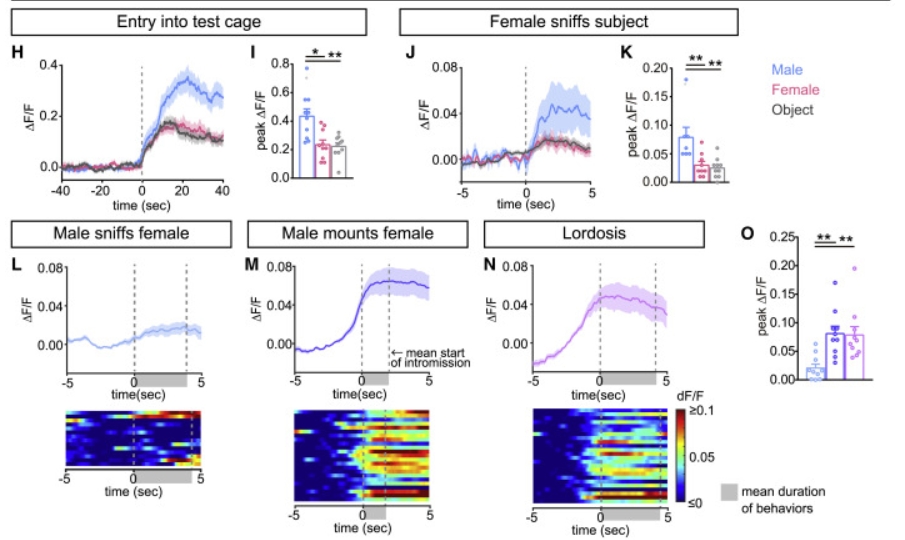 Entry into test cage
Female sniffs subject
H
ΔF/F
0.4
0.2
0.0
-40 -20 0 20 40
time (sec)
I
peak ΔF/F
0.8
0.6
0.4
0.2
0.0
* **
J
ΔF/F
0.08
0.04
0.00
-5 0 5
time (sec)
K
peak ΔF/F
0.20
0.15
0.10
0.05
0.00
** **
Male
Female
Object
Male sniffs female
Male mounts female
Lordosis
L
ΔF/F
0.08
0.04
0.00
-5 0 5
time(sec)
-5 0 5
time (sec)
M
ΔF/F
0.08
0.04
0.00
← mean start
of intromission
-5 0 5
time(sec)
-5 0 5
time (sec)
N
ΔF/F
0.08
0.04
0.00
-5 0 5
time(sec)
dF/F
≥0.1
0.05
≤0
-5 0 5
time (sec)
O
peak ΔF/F
0.25
0.20
0.15
0.10
0.05
0.00
** **
mean duration
of behaviors